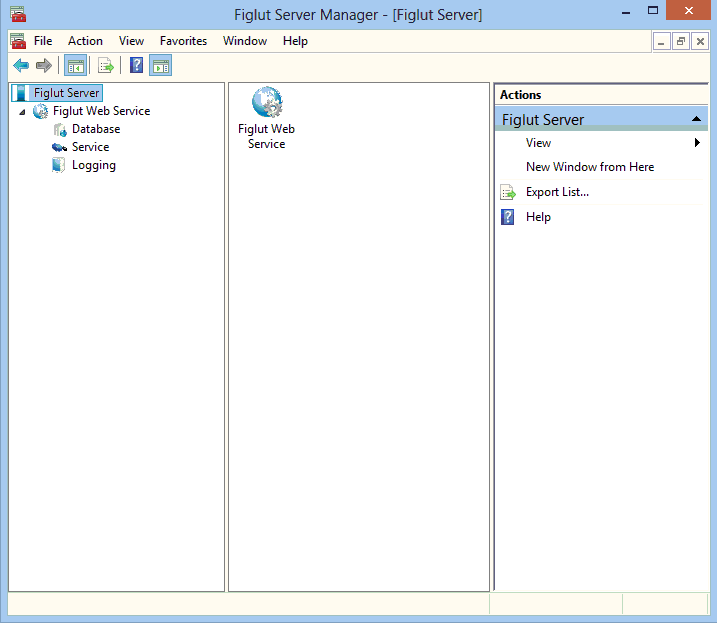 Figlut Server Manager - [Figlut Server]
File Action View Favorites Window Help
Figlut Server
Figlut Web Service
Database
Service
Logging
Figlut Web
Service
Actions
Figlut Server
View
New Window from Here
Export List...
Help